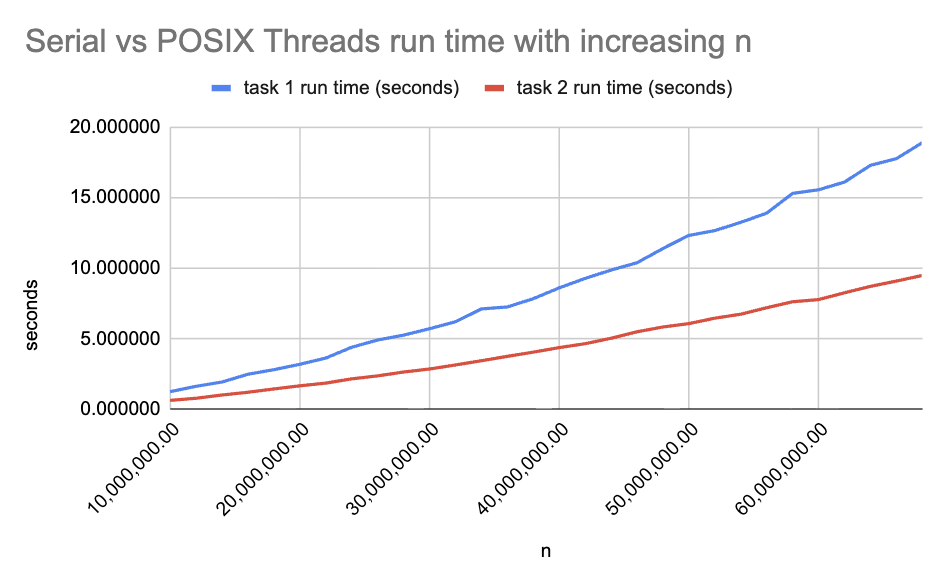 Serial vs POSIX Threads run time with increasing n
task 1 run time (seconds) task 2 run time (seconds)
20.000000
15.000000
10.000000
5.000000
0.000000
seconds
10,000,000.00
20,000,000.00
30,000,000.00
40,000,000.00
50,000,000.00
60,000,000.00
n